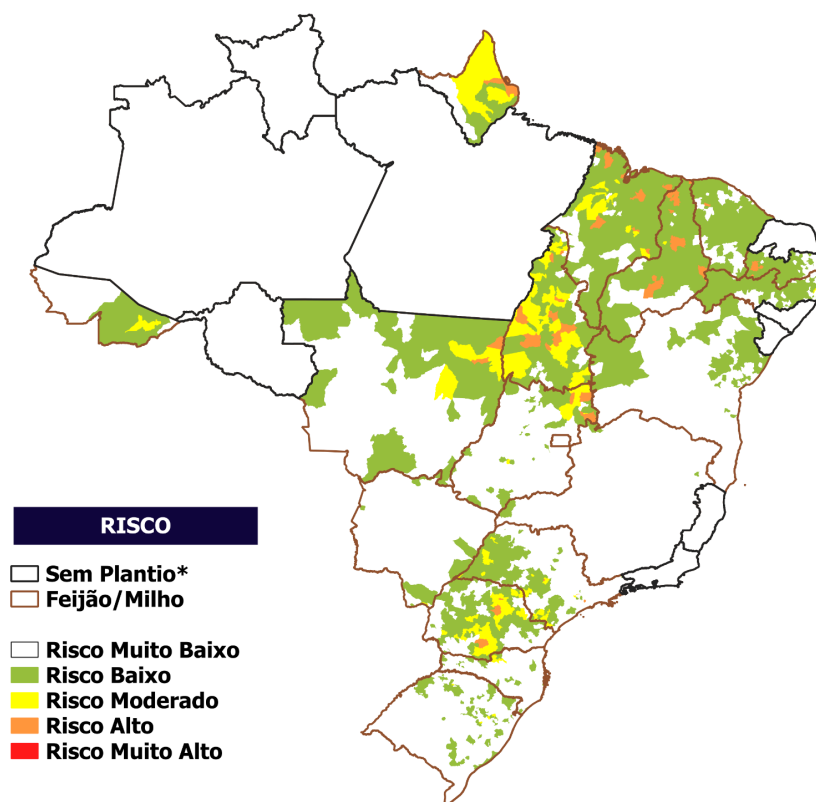 RISCO
Sem Plantio*
Feijão/Milho
Risco Muito Baixo
Risco Baixo
Risco Moderado
Risco Alto
Risco Muito Alto